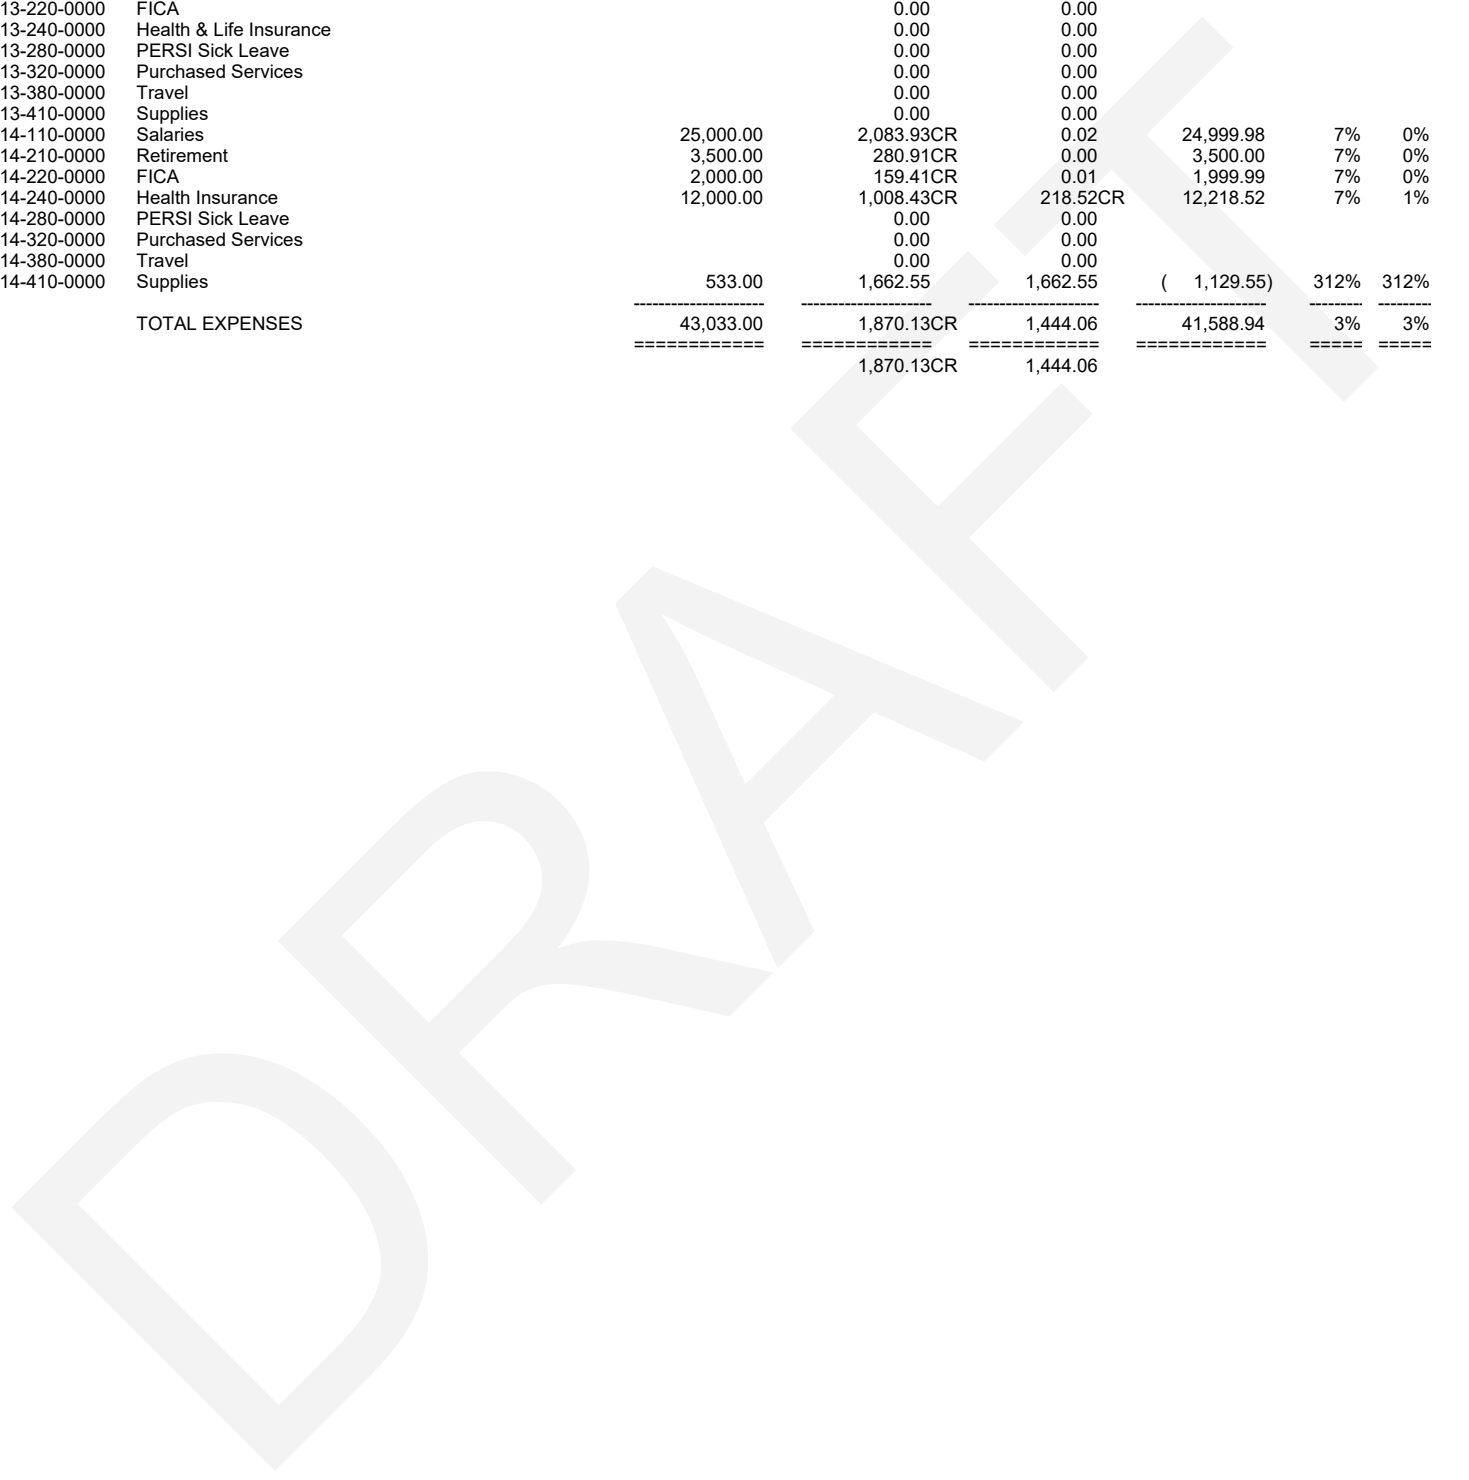 13-220-0000 FICA 0.00 0.00
13-240-0000 Health & Life Insurance 0.00 0.00
13-280-0000 PERSI Sick Leave 0.00 0.00
13-320-0000 Purchased Services 0.00 0.00
13-380-0000 Travel 0.00 0.00
13-410-0000 Supplies 0.00 0.00
14-110-0000 Salaries 25,000.00 2,083.93CR 0.02 24,999.98 7% 0%
14-210-0000 Retirement 3,500.00 280.91CR 0.00 3,500.00 7% 0%
14-220-0000 FICA 2,000.00 159.41CR 0.01 1,999.99 7% 0%
14-240-0000 Health Insurance 12,000.00 1,008.43CR 218.52CR 12,218.52 7% 1%
14-280-0000 PERSI Sick Leave 0.00 0.00
14-320-0000 Purchased Services 0.00 0.00
14-380-0000 Travel 0.00 0.00
14-410-0000 Supplies 533.00 1,662.55 1,662.55 ( 1,129.55) 312% 312%
--------------------- --------------------- --------------------- --------------------- -------- --------
TOTAL EXPENSES 43,033.00 1,870.13CR 1,444.06 41,588.94 3% 3%
============ ============ ============ ============ ===== =====
1,870.13CR 1,444.06
DRAFT